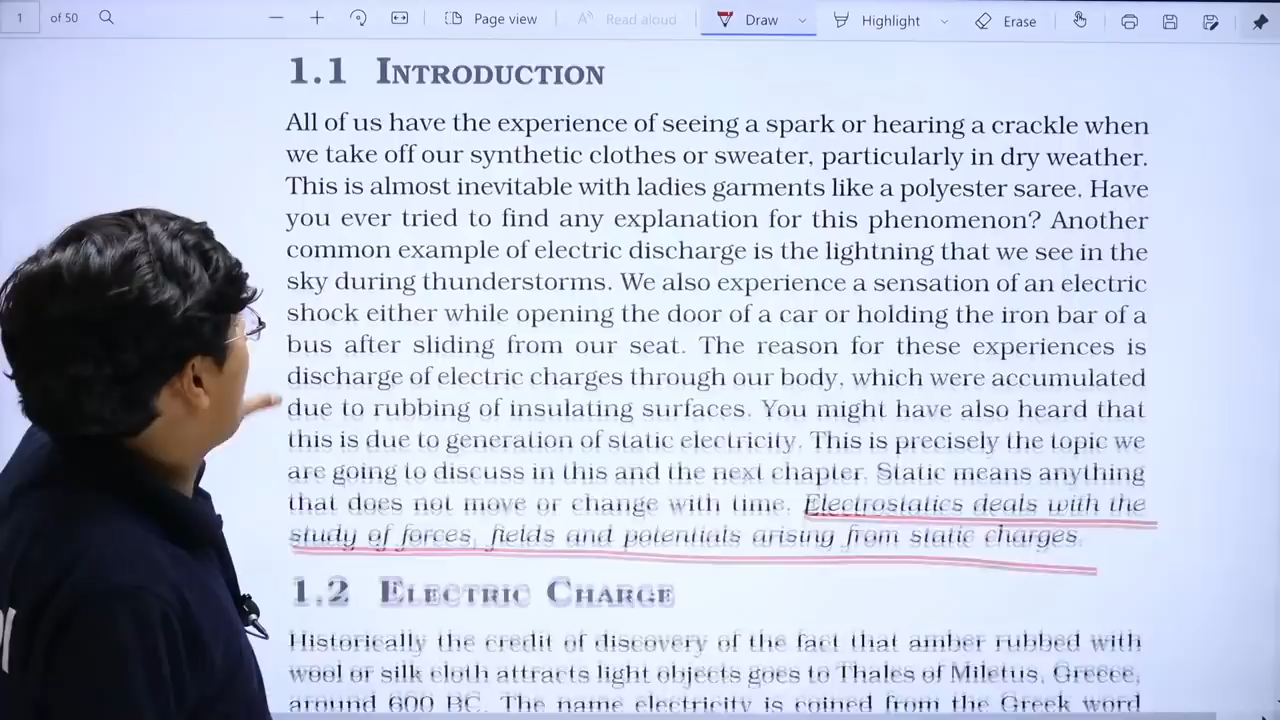 1 of 50 Page view Read aloud Draw Highlight Erase
1.1 INTRODUCTION
All of us have the experience of seeing a spark or hearing a crackle when
we take off our synthetic clothes or sweater, particularly in dry weather.
This is almost inevitable with ladies garments like a polyester saree. Have
you ever tried to find any explanation for this phenomenon? Another
common example of electric discharge is the lightning that we see in the
sky during thunderstorms. We also experience a sensation of an electric
shock either while opening the door of a car or holding the iron bar of a
bus after sliding from our seat. The reason for these experiences is
discharge of electric charges through our body, which were accumulated
due to rubbing of insulating surfaces. You might have also heard that
this is due to generation of static electricity. This is precisely the topic we
are going to discuss in this and the next chapter. Static means anything
that does not move or change with time. Electrostatics deals with the
study of forces, fields and potentials arising from static charges.
1.2 ELECTRIC CHARGE
Historically the credit of discovery of the fact that amber rubbed with
wool or silk cloth attracts light objects goes to Thales of Miletus, Greece,
around 600 BC. The name electricity is coined from the Greek word